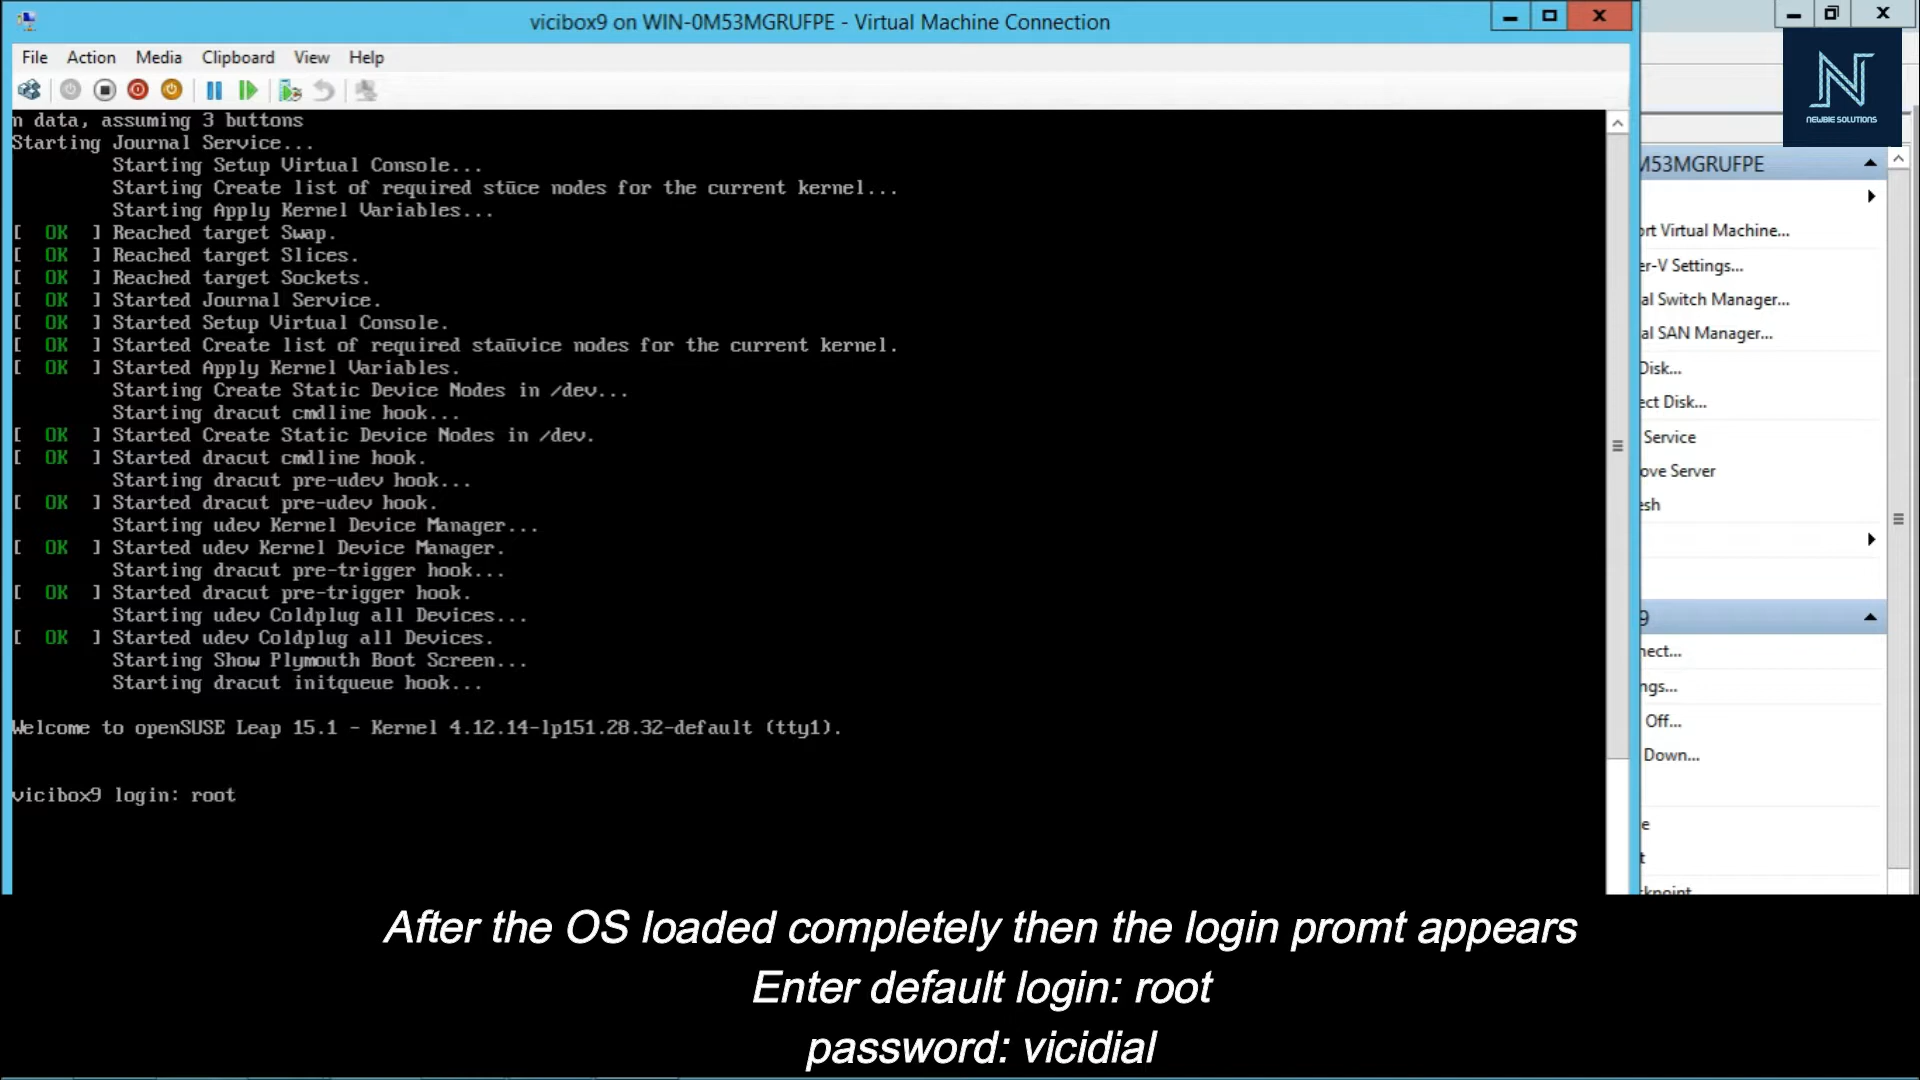 vicibox9 on WIN-0M53MGRUFPE - Virtual Machine Connection
File Action Media Clipboard View Help
NEWBIE SOLUTIONS
n data, assuming 3 buttons
Starting Journal Service...
Starting Setup Virtual Console...
Starting Create list of required stūce nodes for the current kernel...
Starting Apply Kernel Variables...
[ OK ] Reached target Swap.
[ OK ] Reached target Slices.
[ OK ] Reached target Sockets.
[ OK ] Started Journal Service.
[ OK ] Started Setup Virtual Console.
[ OK ] Started Create list of required staūvice nodes for the current kernel.
[ OK ] Started Apply Kernel Variables.
Starting Create Static Device Nodes in /dev...
Starting dracut cmdline hook...
[ OK ] Started Create Static Device Nodes in /dev.
[ OK ] Started dracut cmdline hook.
Starting dracut pre-udev hook...
[ OK ] Started dracut pre-udev hook.
Starting udev Kernel Device Manager...
[ OK ] Started udev Kernel Device Manager.
Starting dracut pre-trigger hook...
[ OK ] Started dracut pre-trigger hook.
Starting udev Coldplug all Devices...
[ OK ] Started udev Coldplug all Devices.
Starting Show Plymouth Boot Screen...
Starting dracut initqueue hook...
Welcome to openSUSE Leap 15.1 - Kernel 4.12.14-lp151.28.32-default (tty1).
vicibox9 login: root
M53MGRUFPE
ort Virtual Machine...
er-V Settings...
al Switch Manager...
al SAN Manager...
Disk...
ect Disk...
Service
ove Server
esh
9
nect...
ngs...
Off...
Down...
e
t
ckpoint
After the OS loaded completely then the login promt appears
Enter default login: root
password: vicidial